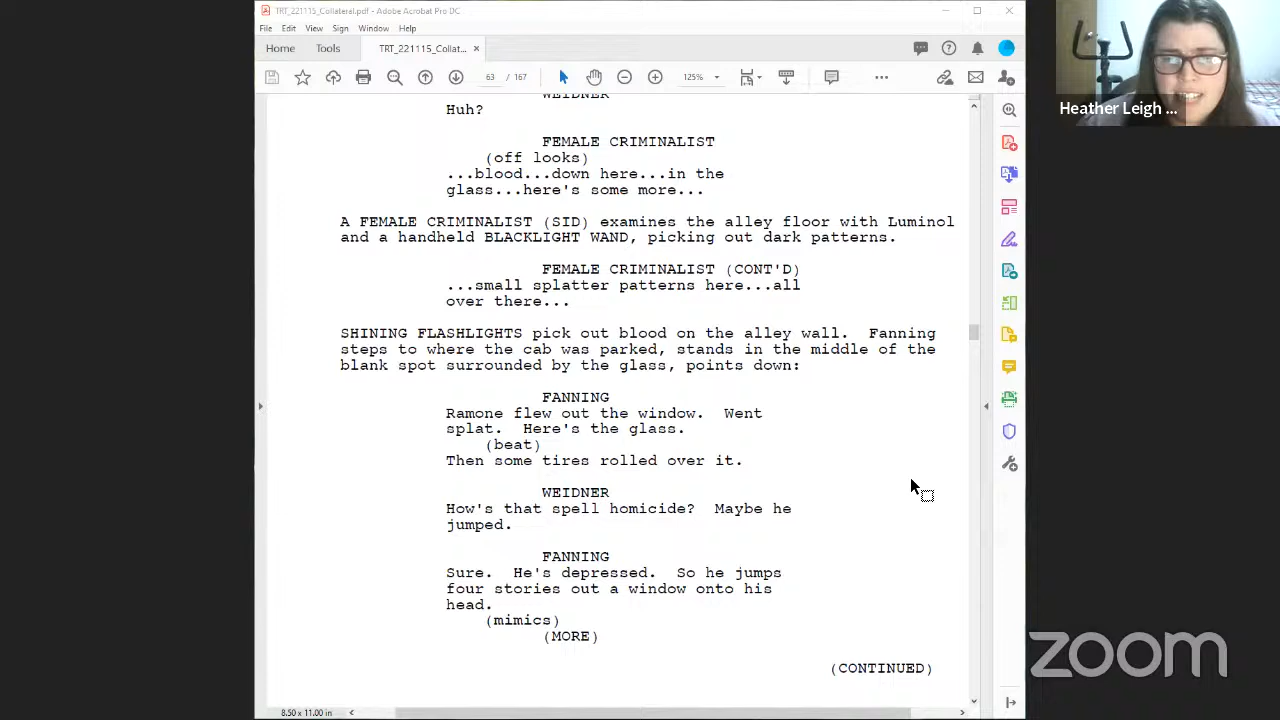 TRT_221115_Collateral.pdf - Adobe Acrobat Pro DC
File Edit View Sign Window Help
Home Tools TRT_221115_Collat... ×
63 / 167 125%
WEIDNER
Huh?
FEMALE CRIMINALIST
(off looks)
...blood...down here...in the
glass...here's some more...
A FEMALE CRIMINALIST (SID) examines the alley floor with Luminol
and a handheld BLACKLIGHT WAND, picking out dark patterns.
FEMALE CRIMINALIST (CONT'D)
...small splatter patterns here...all
over there...
SHINING FLASHLIGHTS pick out blood on the alley wall. Fanning
steps to where the cab was parked, stands in the middle of the
blank spot surrounded by the glass, points down:
FANNING
Ramone flew out the window. Went
splat. Here's the glass.
(beat)
Then some tires rolled over it.
WEIDNER
How's that spell homicide? Maybe he
jumped.
FANNING
Sure. He's depressed. So he jumps
four stories out a window onto his
head.
(mimics)
(MORE)
(CONTINUED)
8.50 x 11.00 in
Heather Leigh ...
zoom